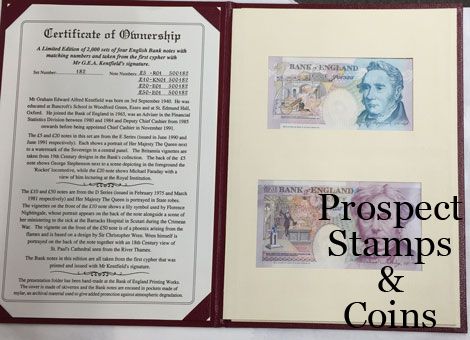 Certificate of Ownership
A Limited Edition of 2,000 sets of four English Bank notes with
matching numbers and taken from the first cypher with
Mr G.E.A. Kentfield's signature.
Set Number: 182 Note Numbers: E5 -R01 500482
E10-KN01 500482
E20-E01 500482
E50-E01 500482
Mr Graham Edward Alfred Kentfield was born on 3rd September 1940. He was
educated at Bancroft's School in Woodford Green, Essex and at St. Edmund Hall,
Oxford. He joined the Bank of England in 1963, was an Adviser in the Financial
Statistics Division between 1980 and 1984 and Deputy Chief Cashier from 1985
onwards before being appointed Chief Cashier in November 1991.
The £5 and £20 notes in this set are from the E Series (issued in June 1990 and
June 1991 respectively). Each shows a portrait of Her Majesty The Queen next
to a watermark of the Sovereign in a central panel. The Britannia vignettes are
taken from 19th Century designs in the Bank's collection. The back of the £5
note shows George Stephenson next to a scene depicting in the foreground the
'Rocket' locomotive, while the £20 note shows Michael Faraday with a
view of him lecturing at the Royal Institution.
The £10 and £50 notes are from the D Series (issued in February 1975 and March
1981 respectively) and Her Majesty The Queen is portrayed in State robes.
The vignettes on the front of the £10 note shows a lily symbol used by Florence
Nightingale, whose portrait appears on the back of the note alongside a scene of
her ministering to the sick at the Barracks Hospital in Scutari during the Crimean
War. The vignette on the front of the £50 note is of a phoenix arising from the
flames and is based on a design by Sir Christopher Wren. Wren himself is
portrayed on the back of the note together with an 18th Century view of
St. Paul's Cathedral seen from the River Thames.
The Bank notes in this edition are all taken from the first cypher that was
printed and issued with Mr Kentfield's signature.
The presentation folder has been hand-made at the Bank of England Printing Works.
The cover is made of skivertex and the Bank notes are encased in pockets made of
mylar, an archival material used to give added protection against atmospheric degradation.
BANK OF ENGLAND
BANK OF ENGLAND
Prospect
Stamps
&
Coins